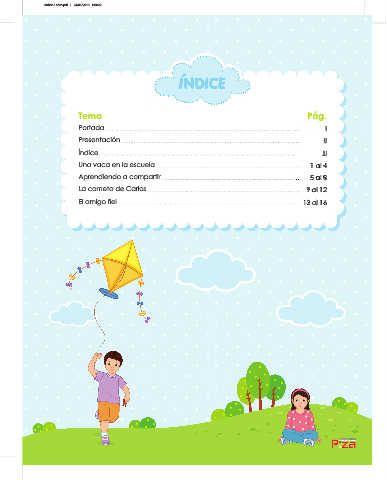 ÍNDICE
Tema Pág.
Portada I
Presentación II
Índice III
Una vaca en la escuela 1 al 4
Aprendiendo a compartir 5 al 8
La cometa de Carlos 9 al 12
El amigo fiel 13 al 16